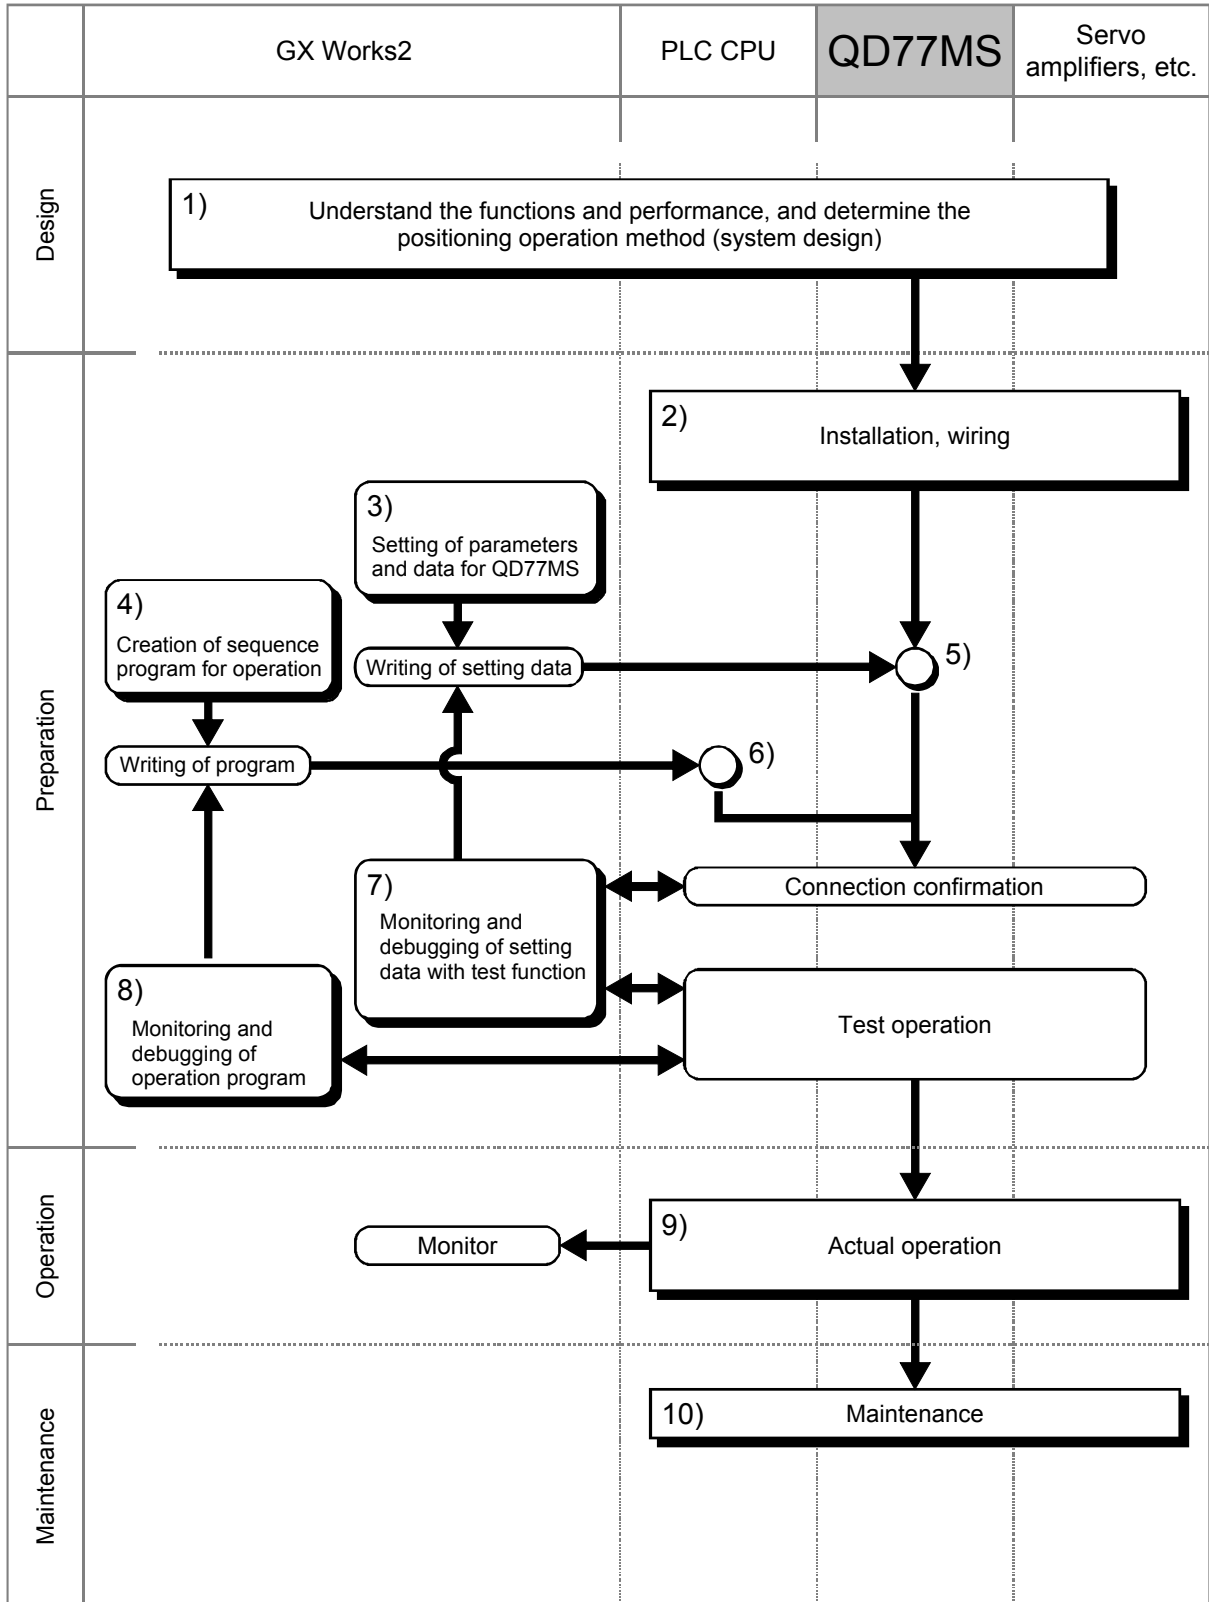 GX Works2
PLC CPU
QD77MS
Servo
amplifiers, etc.
Design
1)
Understand the functions and performance, and determine the
positioning operation method (system design)
Preparation
2)
Installation, wiring
3)
Setting of parameters
and data for QD77MS
4)
Creation of sequence
program for operation
Writing of setting data
5)
Writing of program
6)
7)
Monitoring and
debugging of setting
data with test function
Connection confirmation
8)
Monitoring and
debugging of
operation program
Test operation
Operation
Monitor
9)
Actual operation
Maintenance
10)
Maintenance